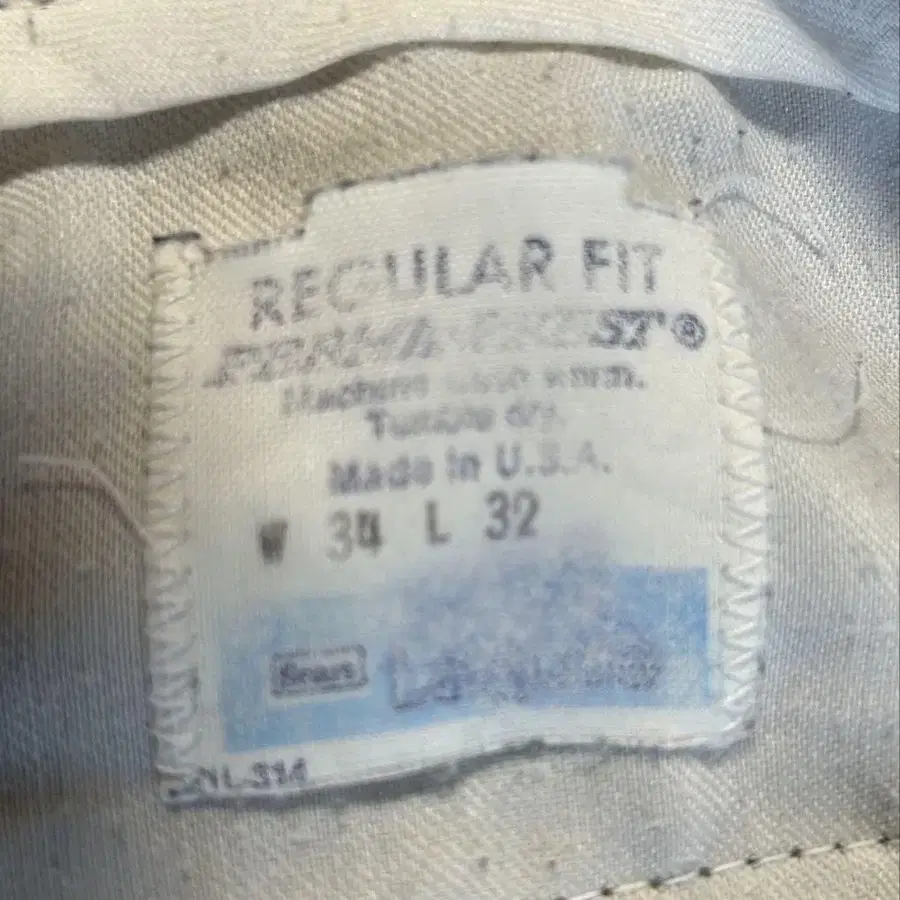 REGULAR FIT
PERMA-PREST®
Machine wash warm.
Tumble dry.
Made in U.S.A.
W 34 L 32
Sears